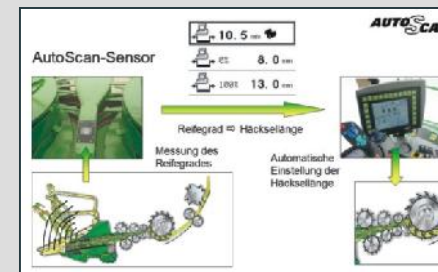 AUTOSCA
10.5 mm
8.0 mm
13.0 mm
AutoScan-Sensor
Reifegrad => Häcksellänge
Messung des
Reifegrades
Automatische
Einstellung der
Häcksellänge